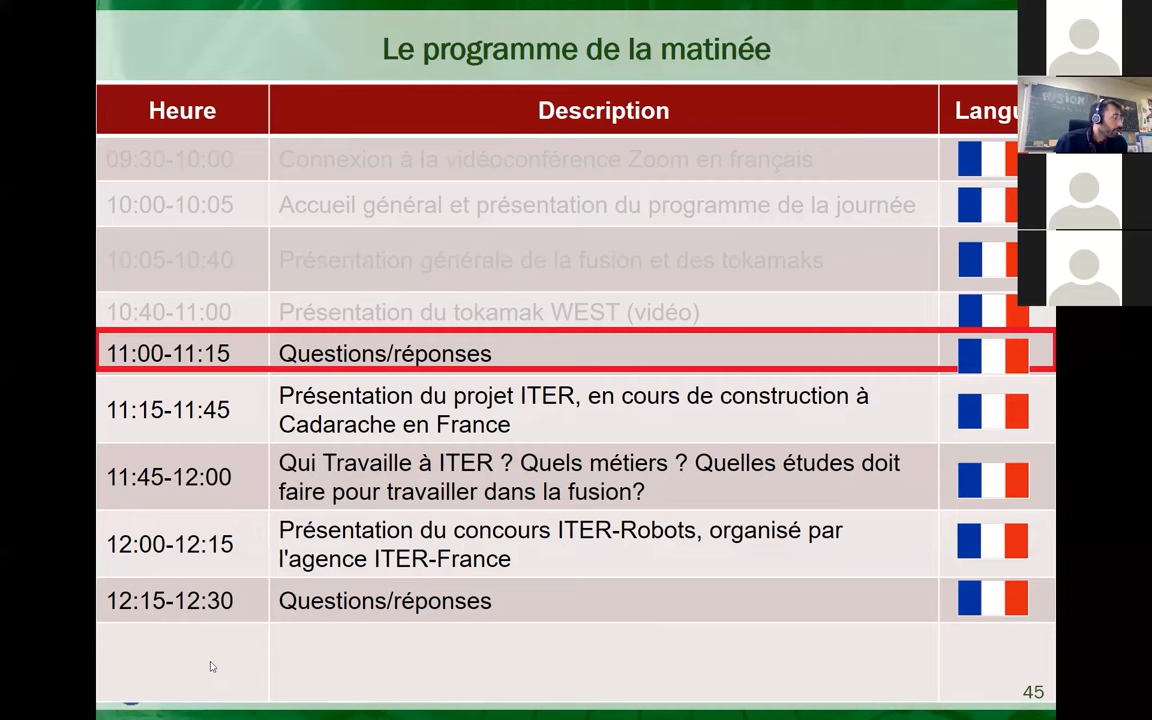 Le programme de la matinée
Heure Description Langu
09:30-10:00 Connexion à la vidéoconférence Zoom en français
10:00-10:05 Accueil général et présentation du programme de la journée
10:05-10:40 Présentation générale de la fusion et des tokamaks
10:40-11:00 Présentation du tokamak WEST (vidéo)
11:00-11:15 Questions/réponses
11:15-11:45 Présentation du projet ITER, en cours de construction à
Cadarache en France
11:45-12:00 Qui Travaille à ITER ? Quels métiers ? Quelles études doit
faire pour travailler dans la fusion?
12:00-12:15 Présentation du concours ITER-Robots, organisé par
l'agence ITER-France
12:15-12:30 Questions/réponses
45